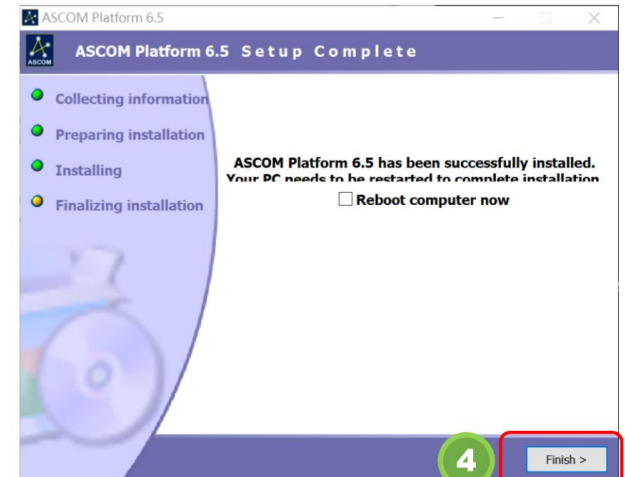 ASCOM Platform 6.5
ASCOM
ASCOM Platform 6.5 Setup Complete
Collecting information
Preparing installation
Installing
Finalizing installation
ASCOM Platform 6.5 has been successfully installed.
Your PC needs to be restarted to complete installation
Reboot computer now
4
Finish >